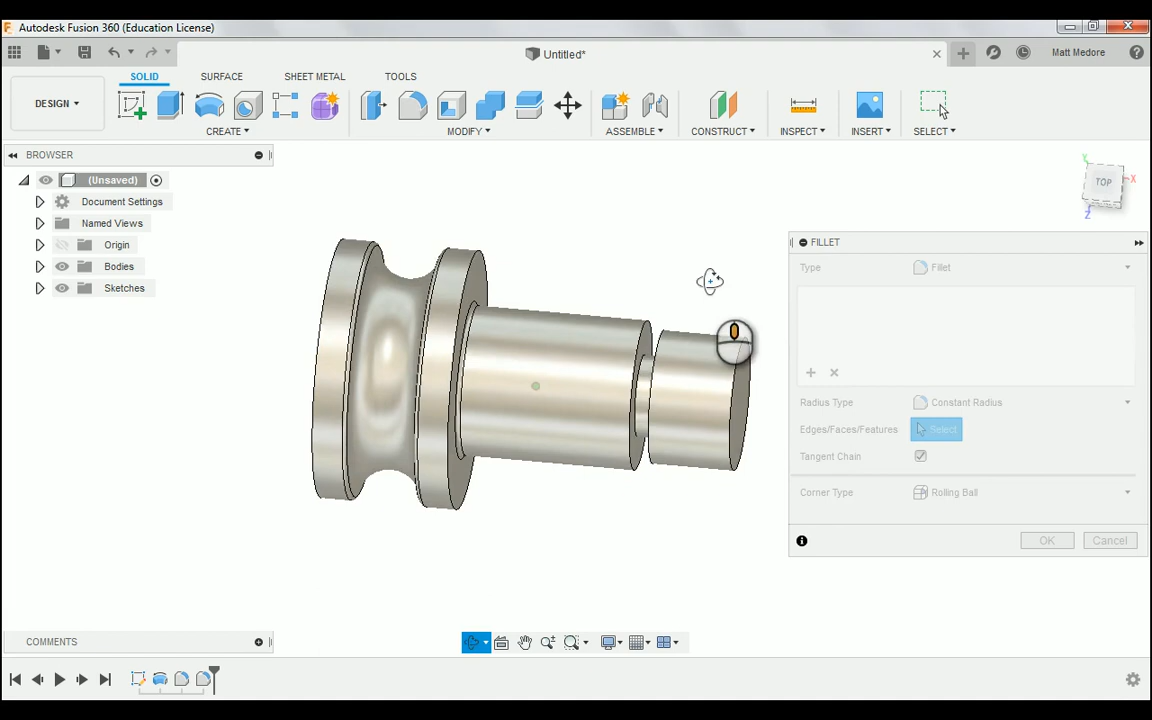 Autodesk Fusion 360 (Education License)
Untitled*
Matt Medore
DESIGN
SOLID SURFACE SHEET METAL TOOLS
CREATE MODIFY ASSEMBLE CONSTRUCT INSPECT INSERT SELECT
BROWSER
(Unsaved)
Document Settings
Named Views
Origin
Bodies
Sketches
Y
TOP
X
Z
FILLET
Type Fillet
Radius Type Constant Radius
Edges/Faces/Features Select
Tangent Chain
Corner Type Rolling Ball
OK Cancel
COMMENTS